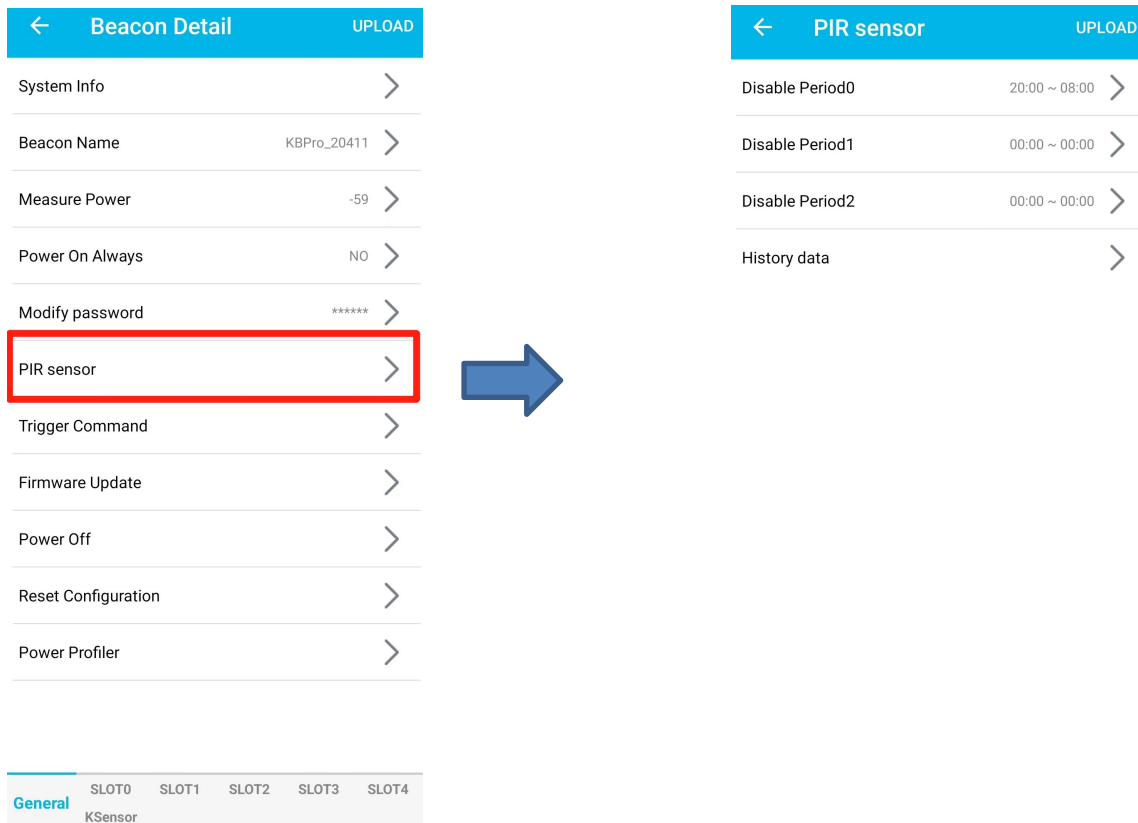 Beacon Detail UPLOAD
System Info
Beacon Name KBPro_20411
Measure Power -59
Power On Always NO
Modify password ******
PIR sensor
Trigger Command
Firmware Update
Power Off
Reset Configuration
Power Profiler
General SLOT0 SLOT1 SLOT2 SLOT3 SLOT4
KSensor
PIR sensor UPLOAD
Disable Period0 20:00 ~ 08:00
Disable Period1 00:00 ~ 00:00
Disable Period2 00:00 ~ 00:00
History data